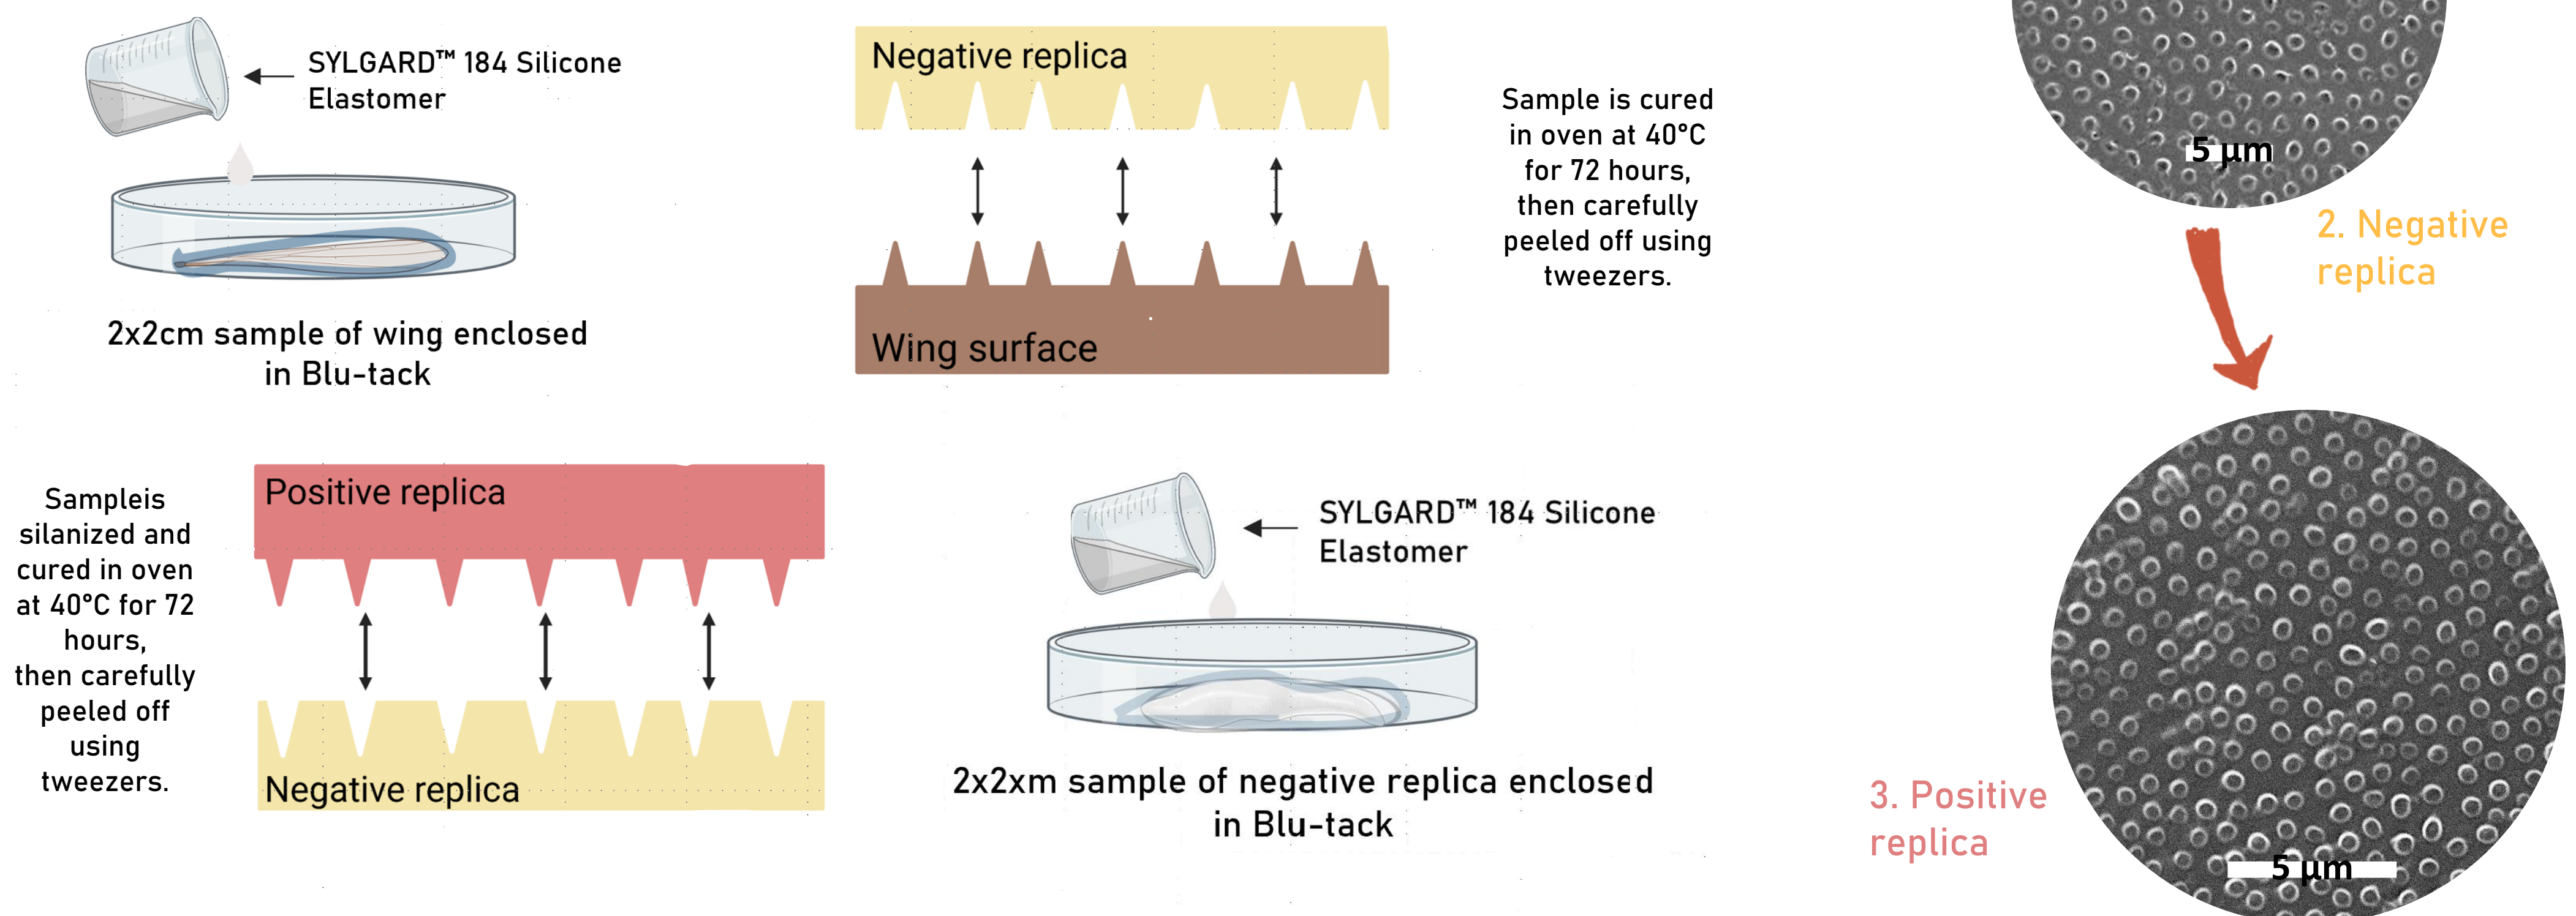 SYLGARD™ 184 Silicone
Elastomer
2x2cm sample of wing enclosed
in Blu-tack
Negative replica
Wing surface
Sample is cured
in oven at 40°C
for 72 hours,
then carefully
peeled off using
tweezers.
5 μm
2. Negative
replica
Sampleis
silanized and
cured in oven
at 40°C for 72
hours,
then carefully
peeled off
using
tweezers.
Positive replica
Negative replica
SYLGARD™ 184 Silicone
Elastomer
2x2xm sample of negative replica enclosed
in Blu-tack
3. Positive
replica
5 μm